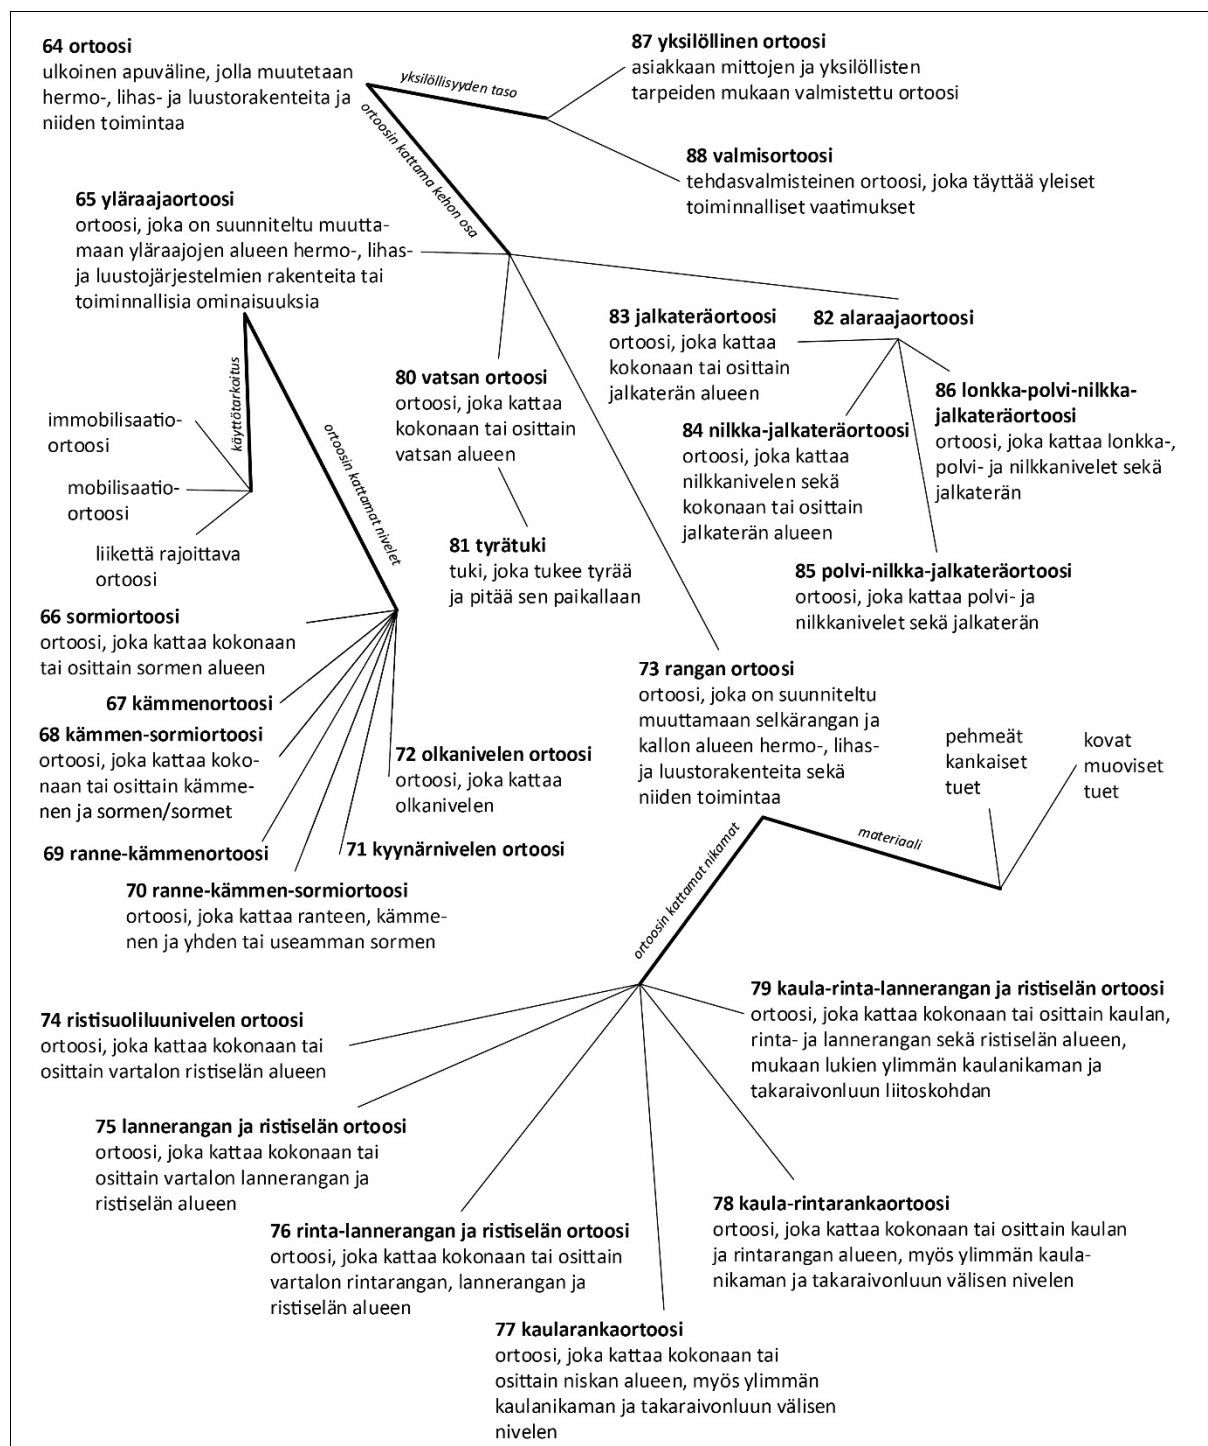 64 ortoosi
ulkoinen apuväline, jolla muutetaan
hermo-, lihas- ja luustorakenteita ja
niiden toimintaa
yksilöllisyyden taso
87 yksilöllinen ortoosi
asiakkaan mittojen ja yksilöllisten
tarpeiden mukaan valmistettu ortoosi
88 valmisortoosi
tehdasvalmisteinen ortoosi, joka täyttää yleiset
toiminnalliset vaatimukset
ortoosin kattama kehon osa
65 yläraajaortoosi
ortoosi, joka on suunniteltu muutta-
maan yläraajojen alueen hermo-, lihas-
ja luustojärjestelmien rakenteita tai
toiminnallisia ominaisuuksia
käyttötarkoitus
immobilisaatio-
ortoosi
mobilisaatio-
ortoosi
liikettä rajoittava
ortoosi
ortoosin kattamat nivelet
80 vatsan ortoosi
ortoosi, joka kattaa
kokonaan tai osittain
vatsan alueen
81 tyrätuki
tuki, joka tukee tyrää
ja pitää sen paikallaan
83 jalkateräortoosi
ortoosi, joka kattaa
kokonaan tai osittain
jalkaterän alueen
82 alaraajaortoosi
84 nilkka-jalkateräortoosi
ortoosi, joka kattaa
nilkkanivelen sekä
kokonaan tai osittain
jalkaterän alueen
86 lonkka-polvi-nilkka-
jalkateräortoosi
ortoosi, joka kattaa lonkka-,
polvi- ja nilkkanivelet sekä
jalkaterän
85 polvi-nilkka-jalkateräortoosi
ortoosi, joka kattaa polvi- ja
nilkkanivelet sekä jalkaterän
66 sormiortoosi
ortoosi, joka kattaa kokonaan
tai osittain sormen alueen
67 kämmenortoosi
68 kämmen-sormiortoosi
ortoosi, joka kattaa koko-
naan tai osittain kämme-
nen ja sormen/sormet
69 ranne-kämmenortoosi
70 ranne-kämmen-sormiortoosi
ortoosi, joka kattaa ranteen, kämme-
nen ja yhden tai useamman sormen
72 olkanivelen ortoosi
ortoosi, joka kattaa
olkanivelen
71 kyynärnivelen ortoosi
73 rangan ortoosi
ortoosi, joka on suunniteltu
muuttamaan selkärangan ja
kallon alueen hermo-, lihas-
ja luustorakenteita sekä
niiden toimintaa
pehmeät
kankaiset
tuet
kovat
muoviset
tuet
materiaali
ortoosin kattamat nikamat
74 ristisuoliluunivelen ortoosi
ortoosi, joka kattaa kokonaan tai
osittain vartalon ristiselän alueen
75 lannerangan ja ristiselän ortoosi
ortoosi, joka kattaa kokonaan tai
osittain vartalon lannerangan ja
ristiselän alueen
76 rinta-lannerangan ja ristiselän ortoosi
ortoosi, joka kattaa kokonaan tai osittain
vartalon rintarangan, lannerangan ja
ristiselän alueen
77 kaularankaortoosi
ortoosi, joka kattaa kokonaan tai
osittain niskan alueen, myös ylimmän
kaulanikaman ja takaraivonluun välisen
nivelen
78 kaula-rintarankaortoosi
ortoosi, joka kattaa kokonaan tai osittain kaulan
ja rintarangan alueen, myös ylimmän kaula-
nikaman ja takaraivonluun välisen nivelen
79 kaula-rinta-lannerangan ja ristiselän ortoosi
ortoosi, joka kattaa kokonaan tai osittain kaulan,
rinta- ja lannerangan sekä ristiselän alueen,
mukaan lukien ylimmän kaulanikaman ja
takaraivonluun liitoskohdan